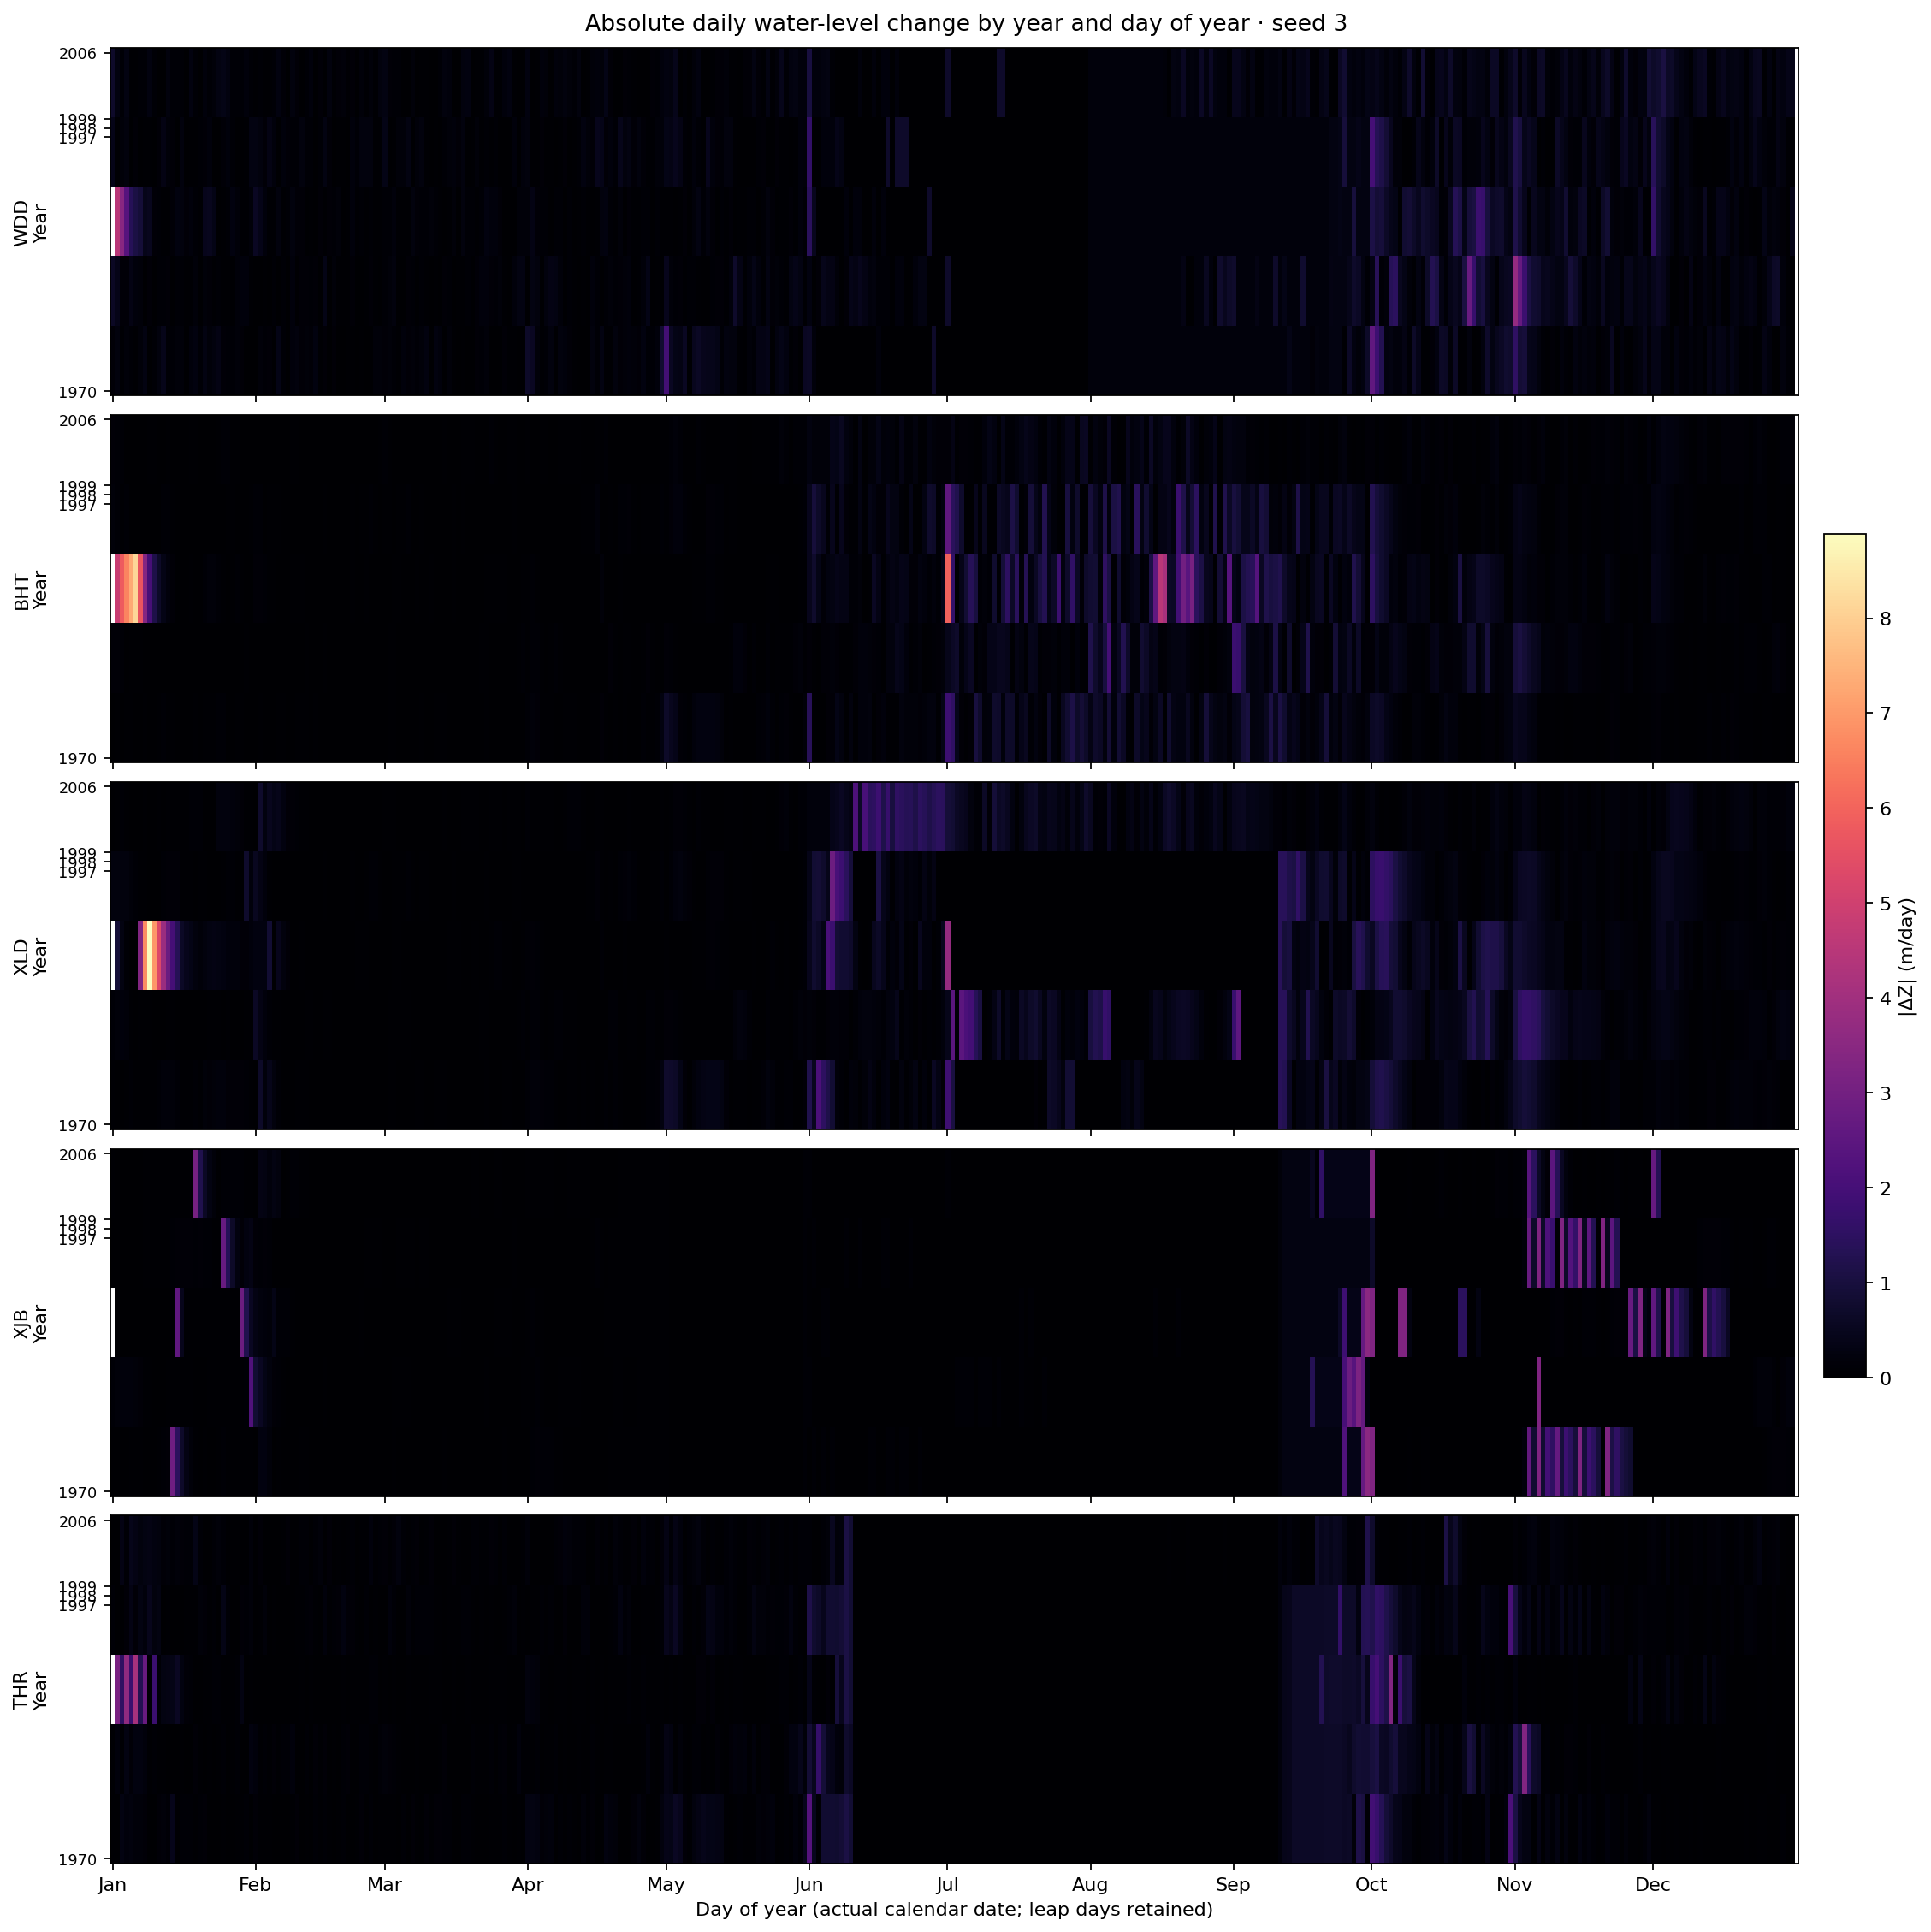 Absolute daily water-level change by year and day of year · seed 3
2006
1999
1998
1997
1970
WDD
Year
2006
1999
1998
1997
1970
BHT
Year
2006
1999
1998
1997
1970
XLD
Year
2006
1999
1998
1997
1970
XJB
Year
2006
1999
1998
1997
1970
THR
Year
Jan Feb Mar Apr May Jun Jul Aug Sep Oct Nov Dec
Day of year (actual calendar date; leap days retained)
8
7
6
5
4
3
2
1
0
|ΔZ| (m/day)